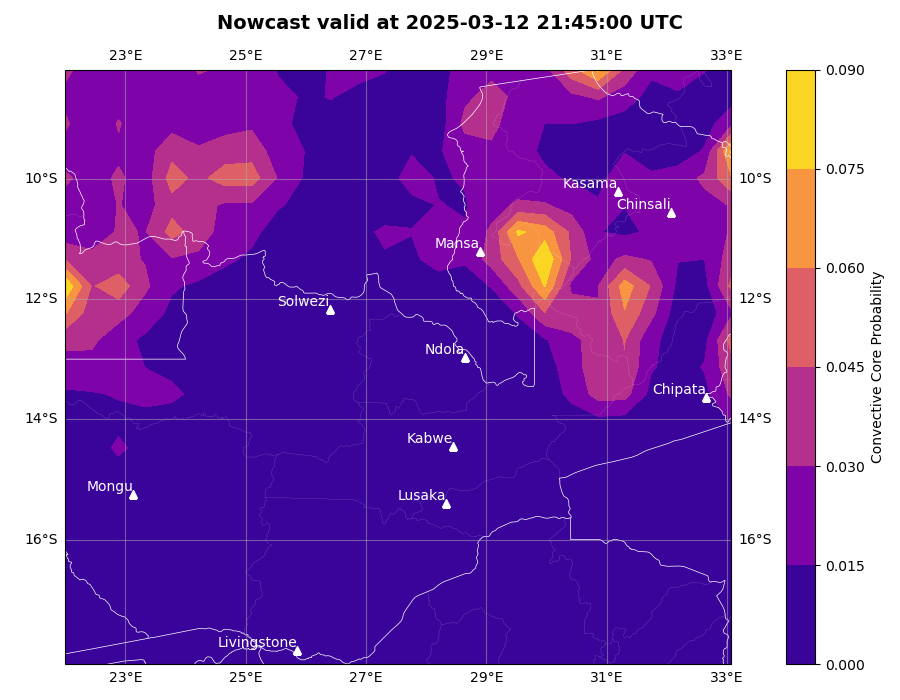 Nowcast valid at 2025-03-12 21:45:00 UTC
23°E 25°E 27°E 29°E 31°E 33°E
0.090
0.075
10°S Kasama 10°S
Chinsali
Mansa
0.060
12°S Solwezi 12°S
Ndola
0.045
Chipata
14°S 14°S
Kabwe
0.030
Mongu Lusaka
16°S 16°S
0.015
Livingstone
0.000
23°E 25°E 27°E 29°E 31°E 33°E
Convective Core Probability